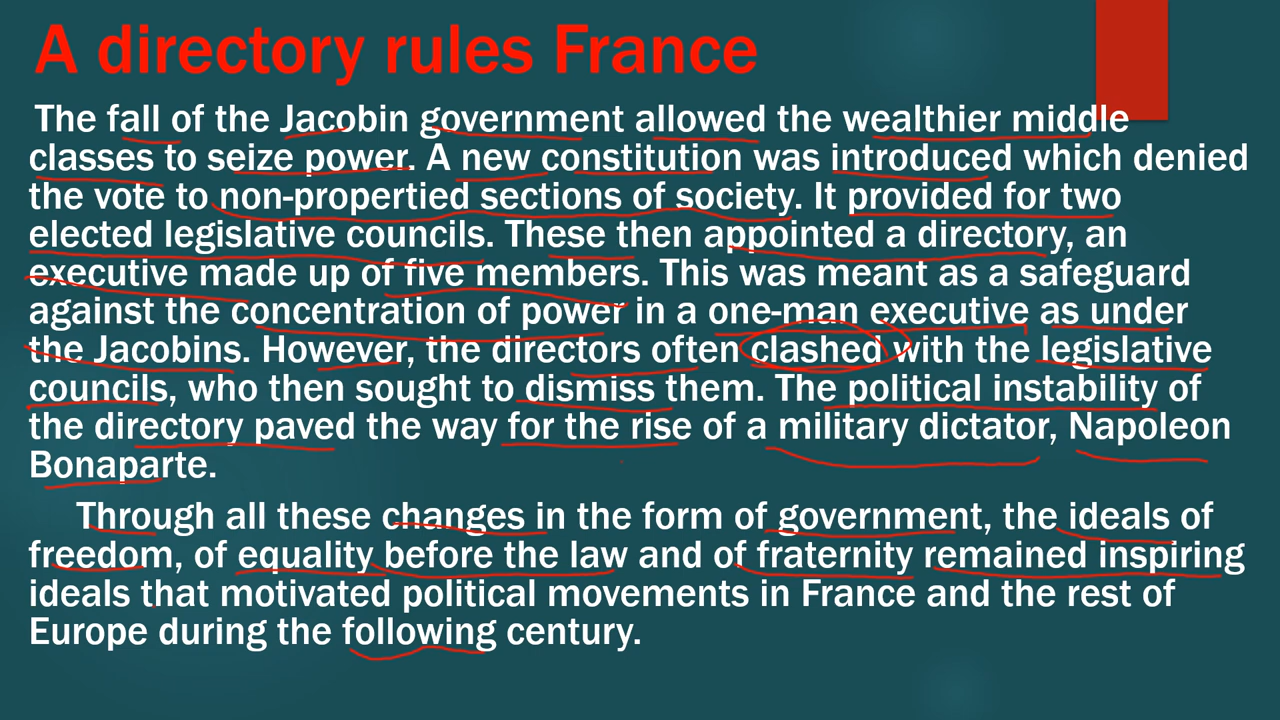 A directory rules France
The fall of the Jacobin government allowed the wealthier middle
classes to seize power. A new constitution was introduced which denied
the vote to non-propertied sections of society. It provided for two
elected legislative councils. These then appointed a directory, an
executive made up of five members. This was meant as a safeguard
against the concentration of power in a one-man executive as under
the Jacobins. However, the directors often clashed with the legislative
councils, who then sought to dismiss them. The political instability of
the directory paved the way for the rise of a military dictator, Napoleon
Bonaparte.
Through all these changes in the form of government, the ideals of
freedom, of equality before the law and of fraternity remained inspiring
ideals that motivated political movements in France and the rest of
Europe during the following century.